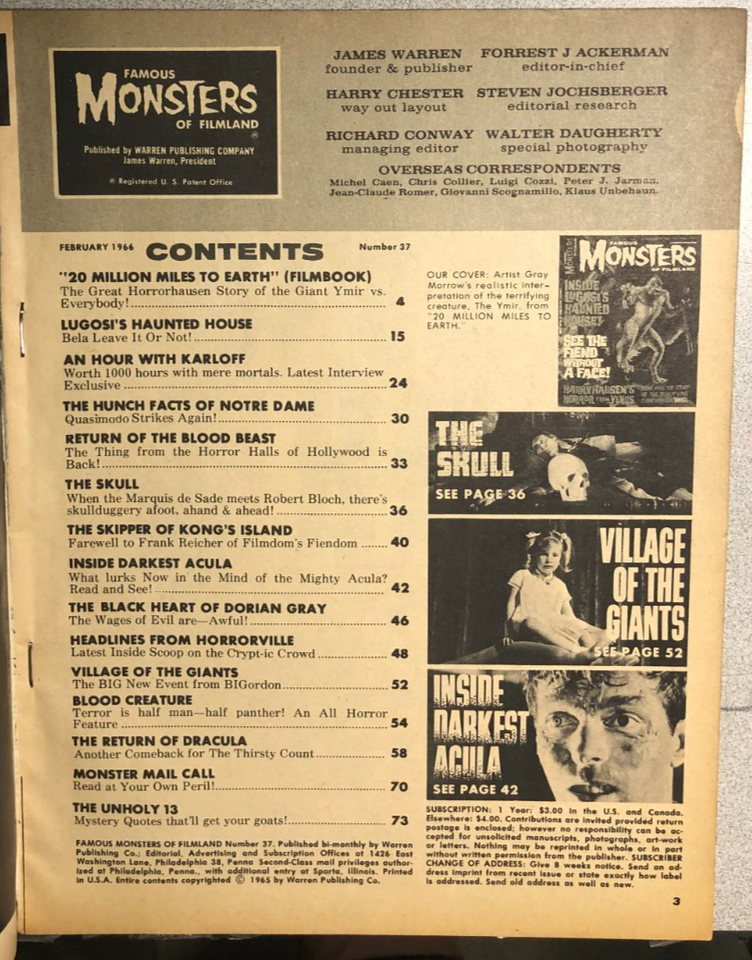 FAMOUS
MONSTERS
OF FILMLAND
®
Published by WARREN PUBLISHING COMPANY
James Warren, President
® Registered U. S. Patent Office
JAMES WARREN
founder & publisher
FORREST J ACKERMAN
editor-in-chief
HARRY CHESTER
way out layout
STEVEN JOCHSBERGER
editorial research
RICHARD CONWAY
managing editor
WALTER DAUGHERTY
special photography
OVERSEAS CORRESPONDENTS
Michel Caen, Chris Collier, Luigi Cozzi, Peter J. Jarman,
Jean-Claude Romer, Giovanni Scognamillo, Klaus Unbehaun.
FEBRUARY 1966 CONTENTS Number 37
"20 MILLION MILES TO EARTH" (FILMBOOK)
The Great Horrorhausen Story of the Giant Ymir vs.
Everybody! 4
LUGOSI'S HAUNTED HOUSE
Bela Leave It Or Not! 15
AN HOUR WITH KARLOFF
Worth 1000 hours with mere mortals. Latest Interview
Exclusive 24
THE HUNCH FACTS OF NOTRE DAME
Quasimodo Strikes Again! 30
RETURN OF THE BLOOD BEAST
The Thing from the Horror Halls of Hollywood is
Back! 33
THE SKULL
When the Marquis de Sade meets Robert Bloch, there's
skullduggery afoot, ahand & ahead! 36
THE SKIPPER OF KONG'S ISLAND
Farewell to Frank Reicher of Filmdom's Fiendom 40
INSIDE DARKEST ACULA
What lurks Now in the Mind of the Mighty Acula?
Read and See! 42
THE BLACK HEART OF DORIAN GRAY
The Wages of Evil are—Awful! 46
HEADLINES FROM HORRORVILLE
Latest Inside Scoop on the Crypt-ic Crowd 48
VILLAGE OF THE GIANTS
The BIG New Event from BIGordon 52
BLOOD CREATURE
Terror is half man—half panther! An All Horror
Feature 54
THE RETURN OF DRACULA
Another Comeback for The Thirsty Count 58
MONSTER MAIL CALL
Read at Your Own Peril! 70
THE UNHOLY 13
Mystery Quotes that'll get your goats! 73
FAMOUS MONSTERS OF FILMLAND Number 37. Published bi-monthly by Warren
Publishing Co.; Editorial, Advertising and Subscription Offices at 1426 East
Washington Lane, Philadelphia 38, Penna Second-Class mail privileges author-
ized at Philadelphia, Penna., with additional entry at Sparta, Illinois. Printed
in U.S.A. Entire contents copyrighted © 1965 by Warren Publishing Co.
OUR COVER: Artist Gray
Morrow's realistic inter-
pretation of the terrifying
creature, The Ymir, from
"20 MILLION MILES TO
EARTH."
FAMOUS
MONSTERS
OF FILMLAND
INSIDE
LUGOSI'S
HAUNTED
HOUSE!
SEE THE
FIEND
WITHOUT
A FACE!
HARRYHAUSEN'S
HORROR FROM VENUS
THE
SKULL
SEE PAGE 36
VILLAGE
OF THE
GIANTS
SEE PAGE 52
INSIDE
DARKEST
ACULA
SEE PAGE 42
SUBSCRIPTION: 1 Year: $3.00 in the U.S. and Canada.
Elsewhere: $4.00. Contributions are invited provided return
postage is enclosed; however no responsibility can be ac-
cepted for unsolicited manuscripts, photographs, art-work
or letters. Nothing may be reprinted in whole or in part
without written permission from the publisher. SUBSCRIBER
CHANGE OF ADDRESS: Give 8 weeks notice. Send an ad-
dress imprint from recent issue or state exactly how label
is addressed. Send old address as well as new.
3